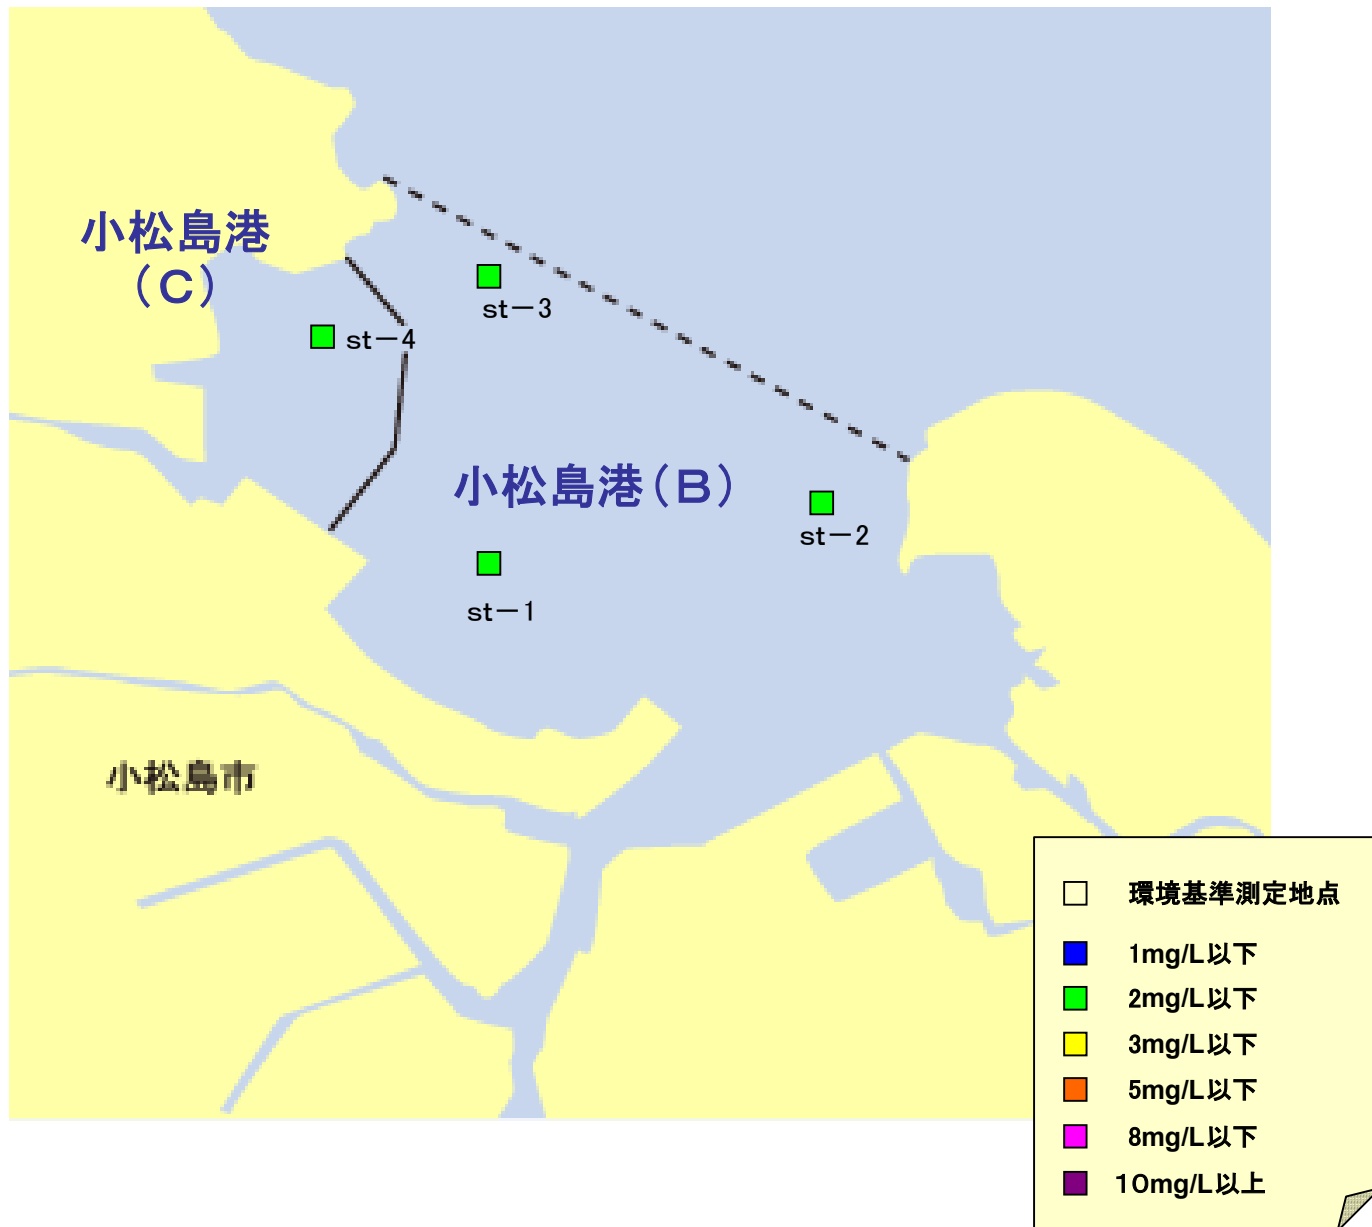 小松島港
（C）
st－3
st－4
小松島港（B）
st－2
st－1
小松島市
環境基準測定地点
1mg/L以下
2mg/L以下
3mg/L以下
5mg/L以下
8mg/L以下
10mg/L以上